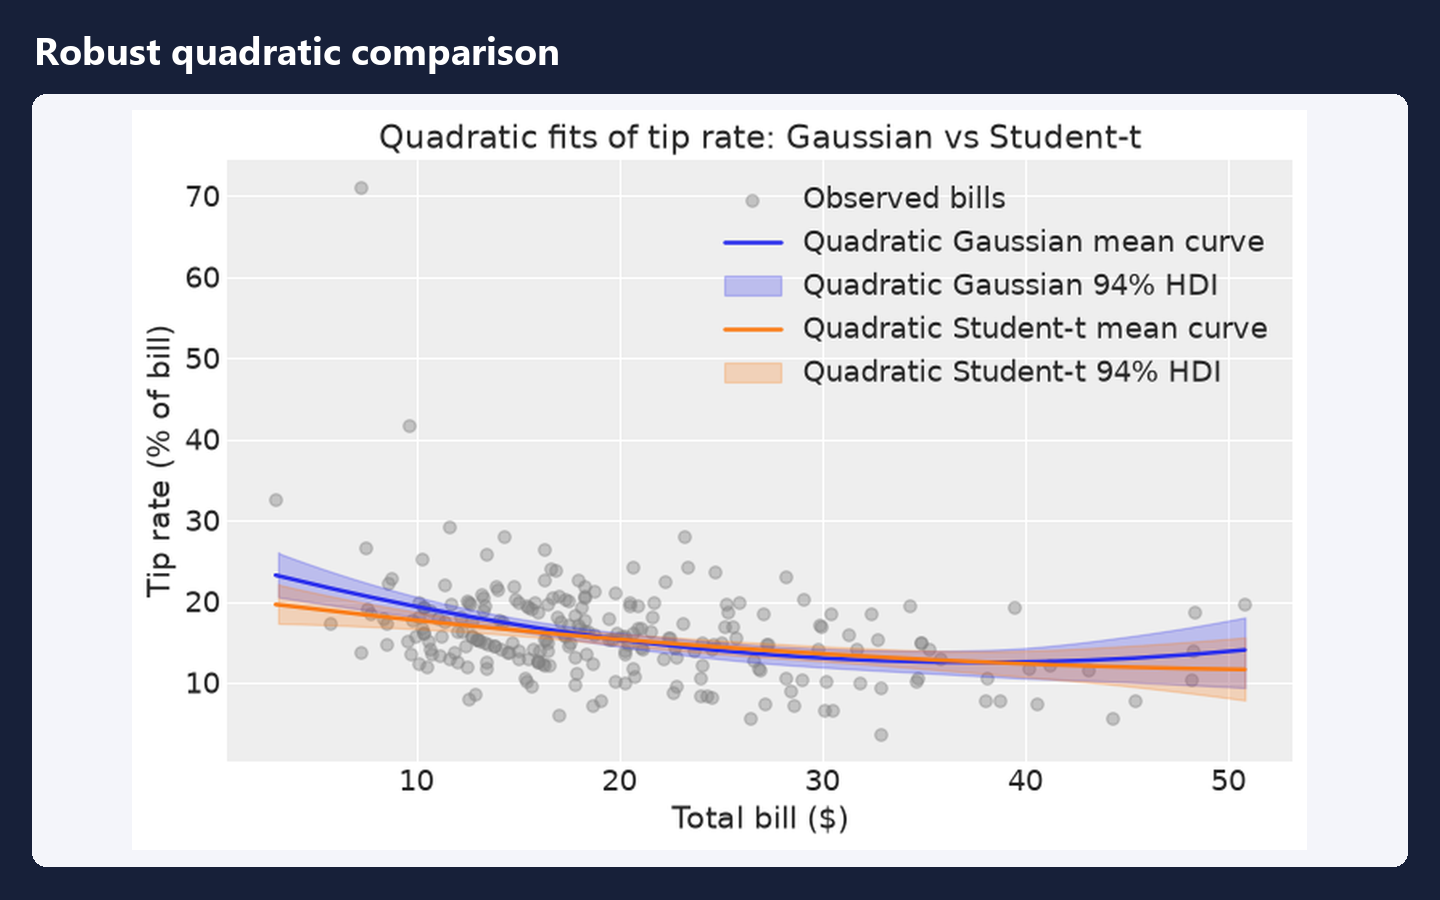 Robust quadratic comparison
Quadratic fits of tip rate: Gaussian vs Student-t
Observed bills
Quadratic Gaussian mean curve
Quadratic Gaussian 94% HDI
Quadratic Student-t mean curve
Quadratic Student-t 94% HDI
Tip rate (% of bill)
70
60
50
40
30
20
10
10 20 30 40 50
Total bill ($)